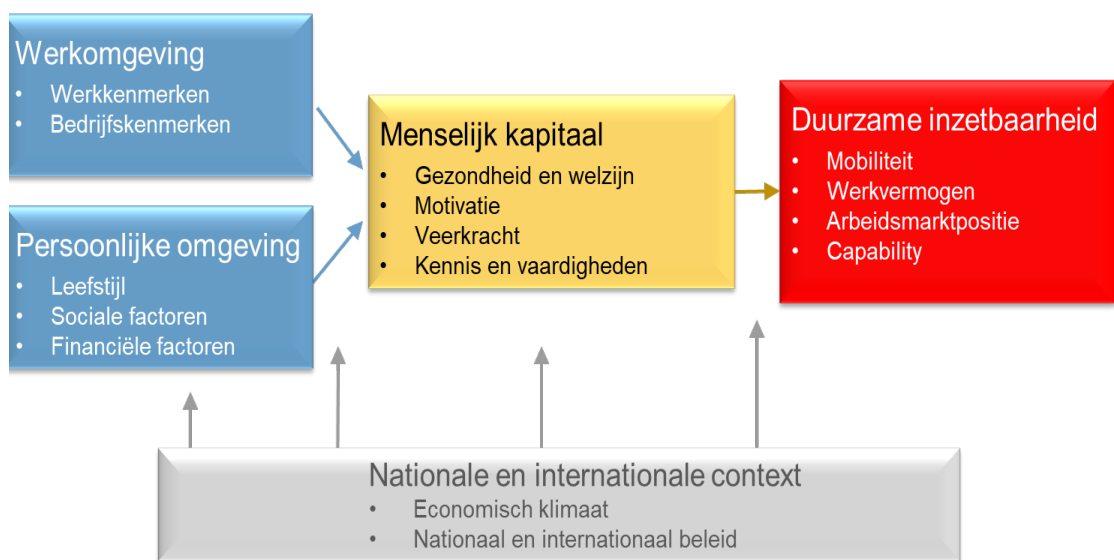 Werkomgeving
• Werkkenmerken
• Bedrijfskenmerken
Persoonlijke omgeving
• Leefstijl
• Sociale factoren
• Financiële factoren
Menselijk kapitaal
• Gezondheid en welzijn
• Motivatie
• Veerkracht
• Kennis en vaardigheden
Duurzame inzetbaarheid
• Mobiliteit
• Werkvermogen
• Arbeidsmarktpositie
• Capability
Nationale en internationale context
• Economisch klimaat
• Nationaal en internationaal beleid